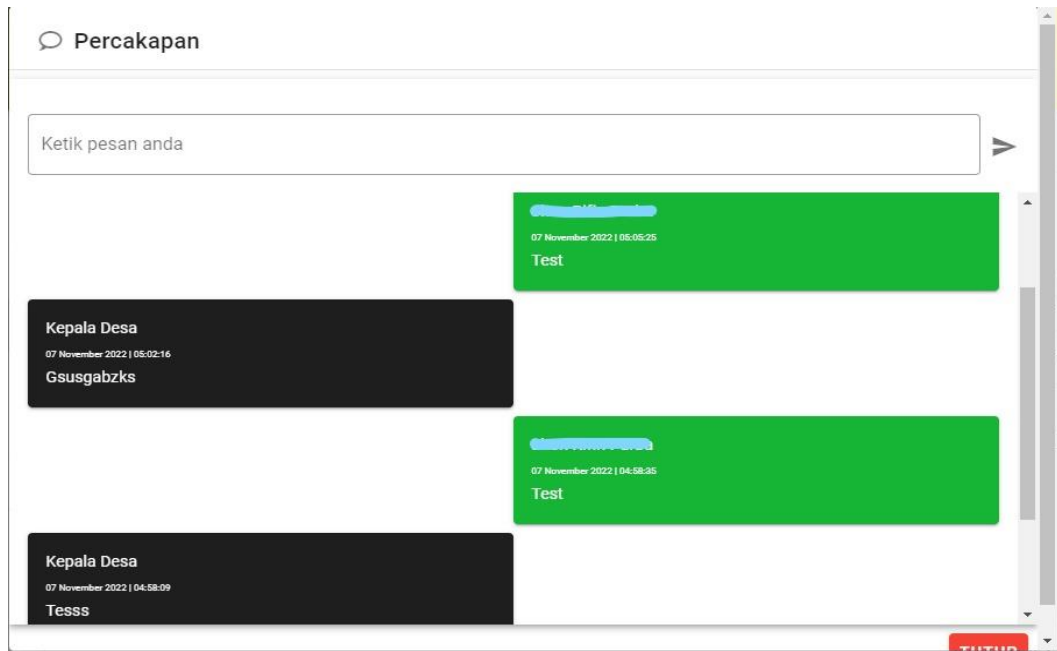 Percakapan
Ketik pesan anda
07 November 2022 | 05:05:25
Test
Kepala Desa
07 November 2022 | 05:02:16
Gsusgabzks
07 November 2022 | 04:58:35
Test
Kepala Desa
07 November 2022 | 04:58:09
Tesss
TUTUP